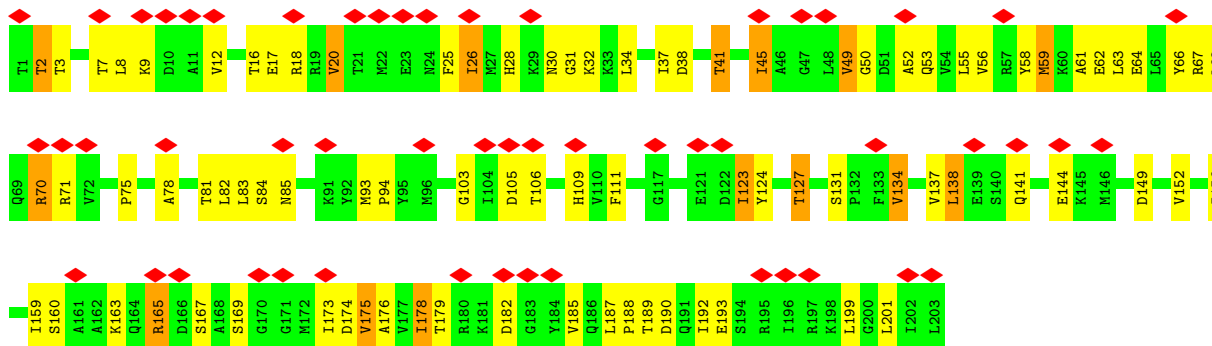 T1 T2 T3 T7 L8 K9 D10 A11 V12 T16 E17 R18 R19 V20 T21 M22 E23 N24 F25 I26 M27 H28 K29 N30 G31 K32 K33 L34 I37 D38 T41 I45 A46 G47 L48 V49 G50 D51 A52 Q53 V54 L55 V56 R57 Y58 M59 K60 A61 E62 L63 E64 L65 Y66 R67
Q69 R70 R71 V72 P75 A78 T81 L82 L83 S84 N85 K91 Y92 M93 P94 Y95 M96 G103 I104 D105 T106 H109 V110 F111 G117 E121 D122 I123 Y124 T127 S131 P132 F133 V134 V137 L138 E139 S140 Q141 E144 K145 M146 D149 V152
I159 S160 A161 A162 K163 Q164 R165 D166 S167 A168 S169 G170 G171 M172 I173 D174 V175 A176 V177 I178 T179 R180 K181 D182 G183 Y184 V185 Q186 L187 P188 T189 D190 Q191 I192 E193 S194 R195 I196 R197 K198 L199 G200 L201 I202 L203